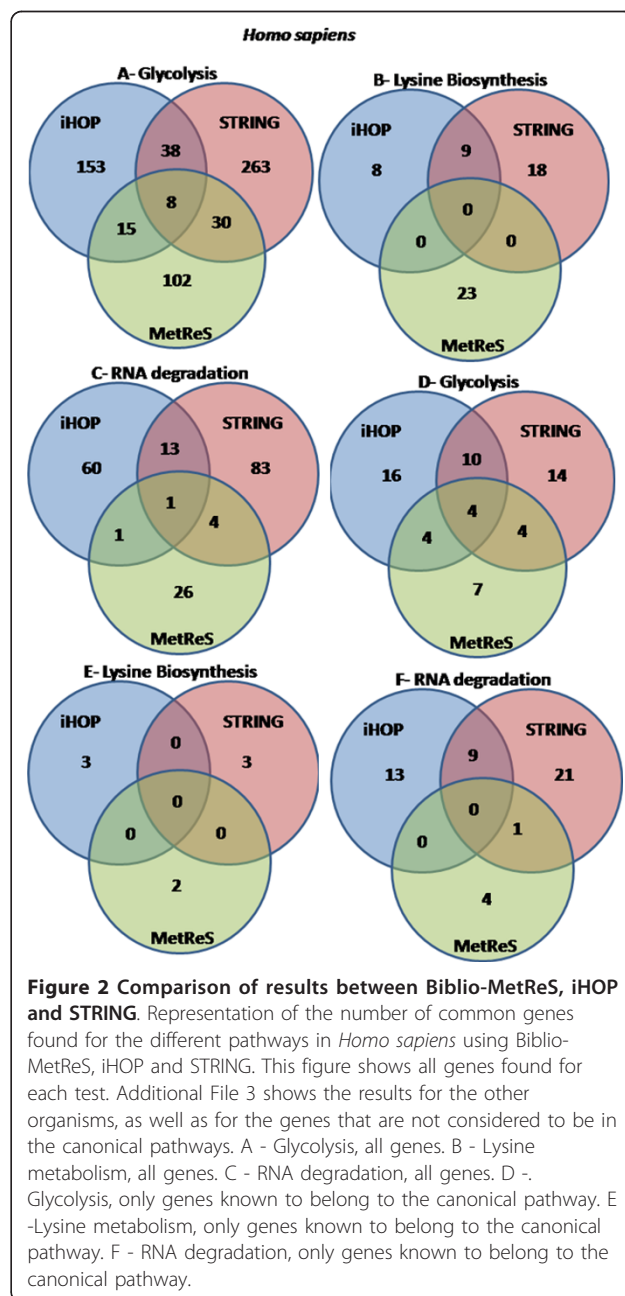 Homo sapiens
A- Glycolysis
iHOP
STRING
153
38
263
8
15
30
102
MetReS
B- Lysine Biosynthesis
iHOP
STRING
8
9
18
0
0
0
23
MetReS
C- RNA degradation
iHOP
STRING
60
13
83
1
1
4
26
MetReS
D- Glycolysis
iHOP
STRING
16
10
14
4
4
4
7
MetReS
E- Lysine Biosynthesis
iHOP
STRING
3
0
3
0
0
0
2
MetReS
F- RNA degradation
iHOP
STRING
13
9
21
0
0
1
4
MetReS
Figure 2 Comparison of results between Biblio-MetReS, iHOP
and STRING. Representation of the number of common genes
found for the different pathways in Homo sapiens using Biblio-
MetReS, iHOP and STRING. This figure shows all genes found for
each test. Additional File 3 shows the results for the other
organisms, as well as for the genes that are not considered to be in
the canonical pathways. A - Glycolysis, all genes. B - Lysine
metabolism, all genes. C - RNA degradation, all genes. D -.
Glycolysis, only genes known to belong to the canonical pathway. E
-Lysine metabolism, only genes known to belong to the canonical
pathway. F - RNA degradation, only genes known to belong to the
canonical pathway.